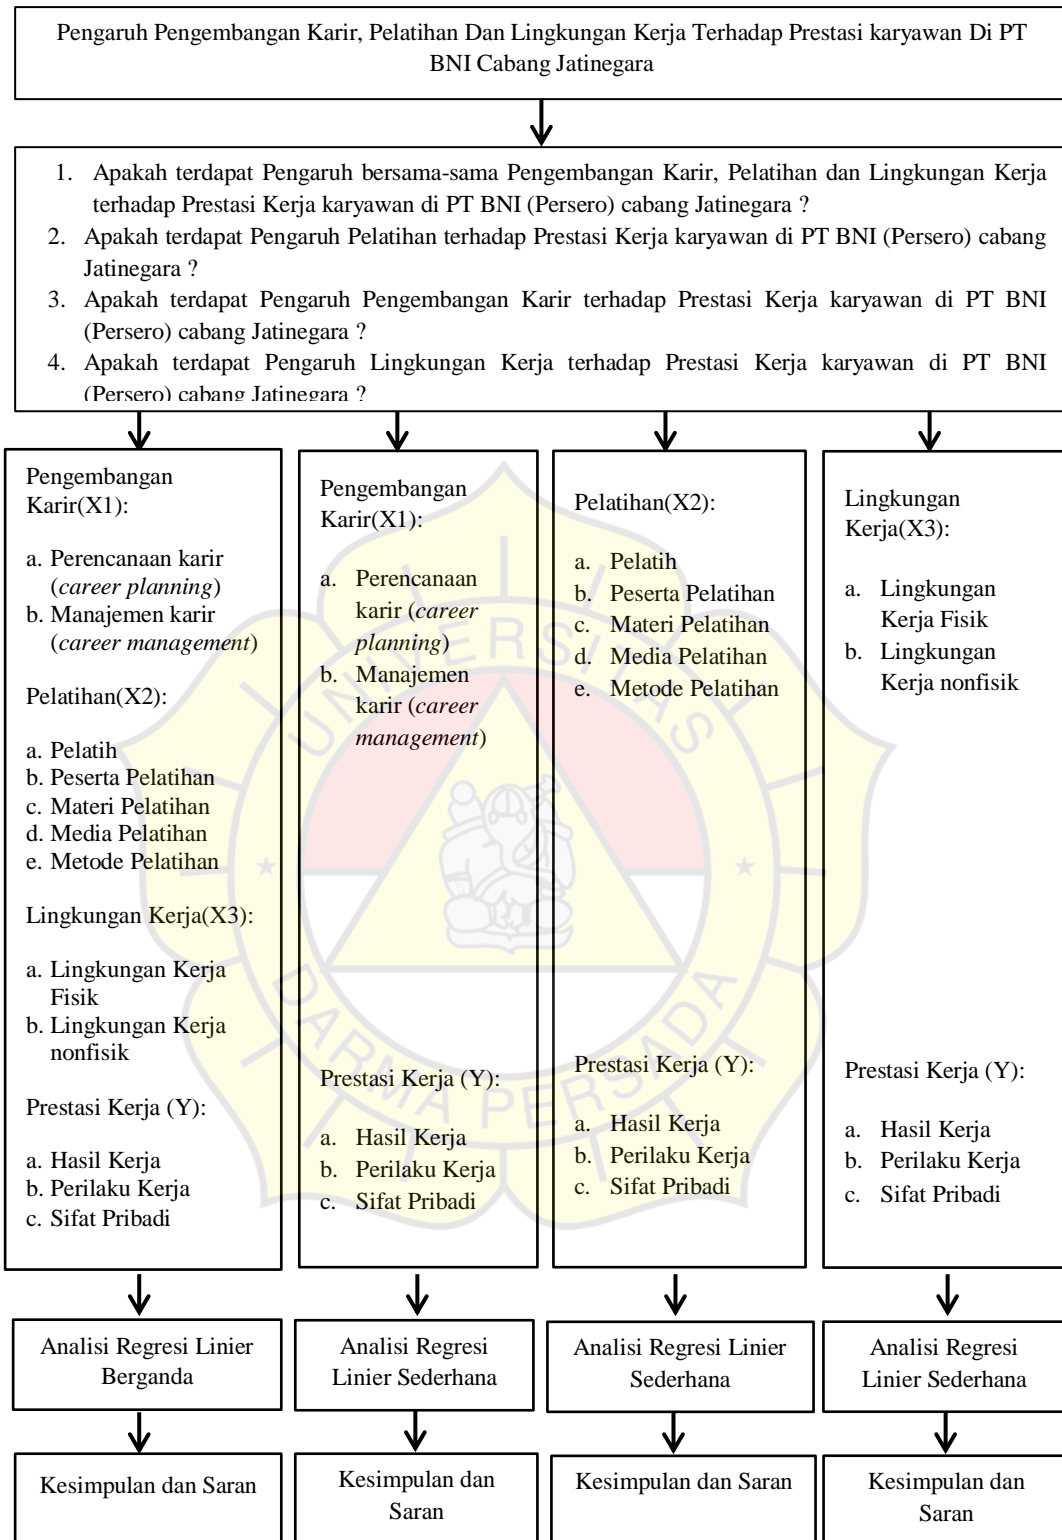 Pengaruh Pengembangan Karir, Pelatihan Dan Lingkungan Kerja Terhadap Prestasi karyawan Di PT
BNI Cabang Jatinegara
1. Apakah terdapat Pengaruh bersama-sama Pengembangan Karir, Pelatihan dan Lingkungan Kerja
terhadap Prestasi Kerja karyawan di PT BNI (Persero) cabang Jatinegara ?
2. Apakah terdapat Pengaruh Pelatihan terhadap Prestasi Kerja karyawan di PT BNI (Persero) cabang
Jatinegara ?
3. Apakah terdapat Pengaruh Pengembangan Karir terhadap Prestasi Kerja karyawan di PT BNI
(Persero) cabang Jatinegara ?
4. Apakah terdapat Pengaruh Lingkungan Kerja terhadap Prestasi Kerja karyawan di PT BNI
(Persero) cabang Jatinegara ?
Pengembangan
Karir(X1):
a. Perencanaan karir
(career planning)
b. Manajemen karir
(career management)
Pelatihan(X2):
a. Pelatih
b. Peserta Pelatihan
c. Materi Pelatihan
d. Media Pelatihan
e. Metode Pelatihan
Lingkungan Kerja(X3):
a. Lingkungan Kerja
Fisik
b. Lingkungan Kerja
nonfisik
Prestasi Kerja (Y):
a. Hasil Kerja
b. Perilaku Kerja
c. Sifat Pribadi
Pengembangan
Karir(X1):
a. Perencanaan
karir (career
planning)
b. Manajemen
karir (career
management)
Prestasi Kerja (Y):
a. Hasil Kerja
b. Perilaku Kerja
c. Sifat Pribadi
Pelatihan(X2):
a. Pelatih
b. Peserta Pelatihan
c. Materi Pelatihan
d. Media Pelatihan
e. Metode Pelatihan
Prestasi Kerja (Y):
a. Hasil Kerja
b. Perilaku Kerja
c. Sifat Pribadi
Lingkungan
Kerja(X3):
a. Lingkungan
Kerja Fisik
b. Lingkungan
Kerja nonfisik
Prestasi Kerja (Y):
a. Hasil Kerja
b. Perilaku Kerja
c. Sifat Pribadi
UNIVERSITAS
DARMA PERSADA
Analisi Regresi Linier
Berganda
Analisi Regresi
Linier Sederhana
Analisi Regresi Linier
Sederhana
Analisi Regresi
Linier Sederhana
Kesimpulan dan Saran
Kesimpulan dan
Saran
Kesimpulan dan Saran
Kesimpulan dan
Saran